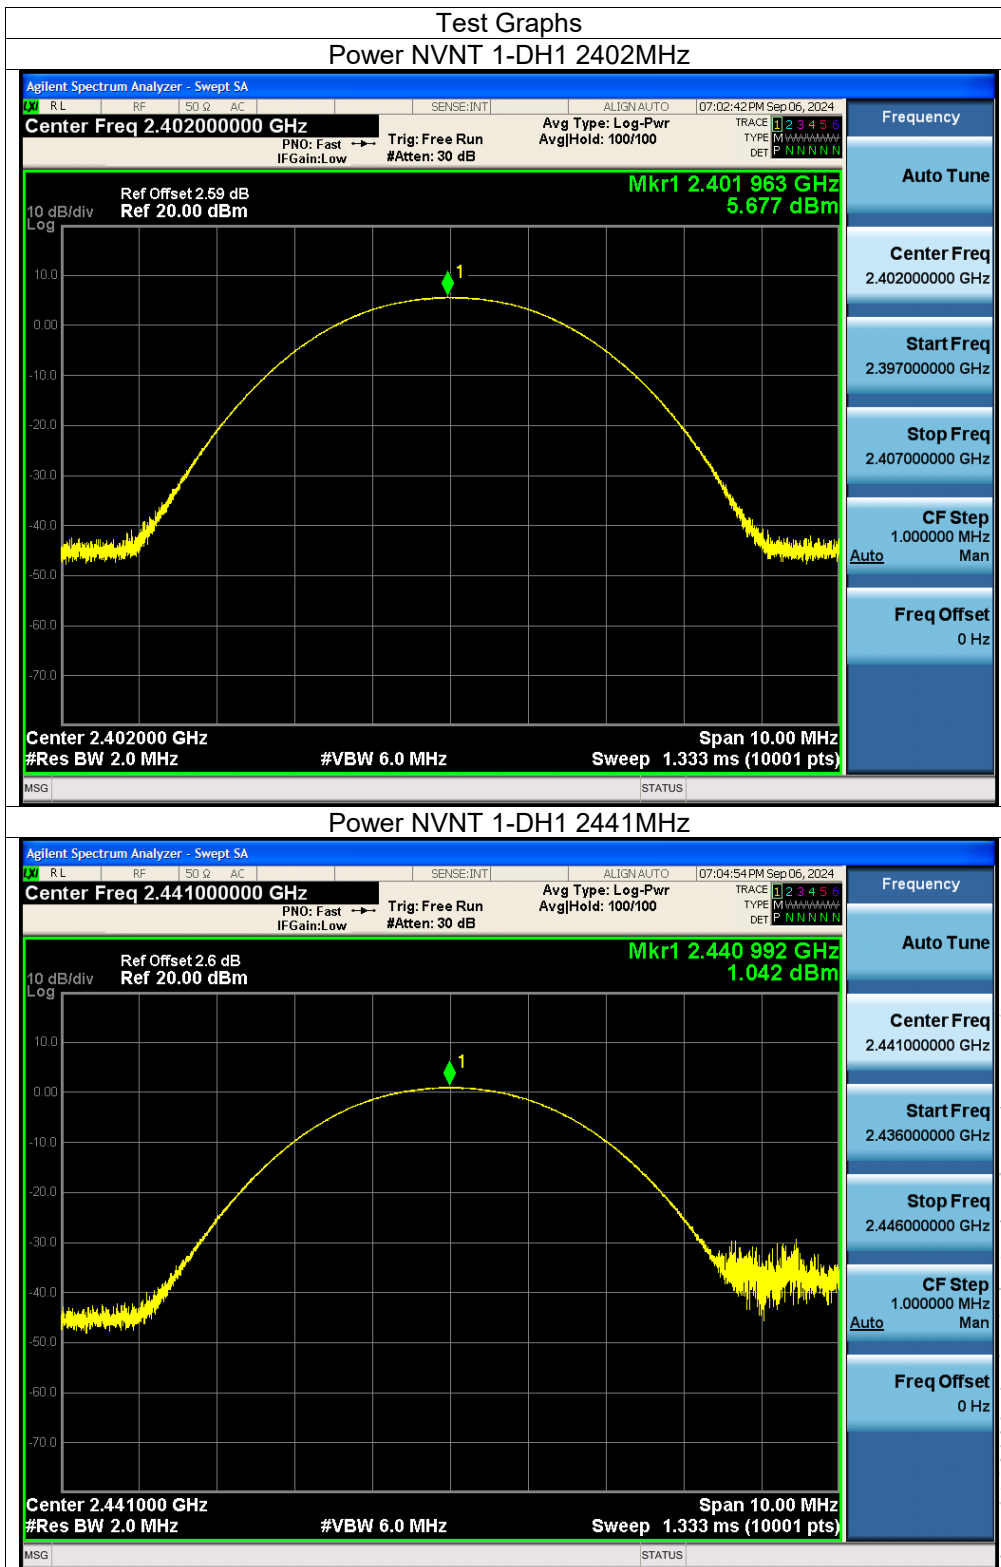 Test Graphs
Power NVNT 1-DH1 2402MHz
Agilent Spectrum Analyzer - Swept SA
LXI RL RF 50 Ω AC SENSE:INT ALIGN AUTO 07:02:42 PM Sep 06, 2024
Center Freq 2.402000000 GHz
PNO: Fast
IFGain:Low
Trig: Free Run
#Atten: 30 dB
Avg Type: Log-Pwr
Avg|Hold: 100/100
TRACE 1 2 3 4 5 6
TYPE M WWWWW
DET P N N N N N
Frequency
Auto Tune
Center Freq
2.402000000 GHz
Start Freq
2.397000000 GHz
Stop Freq
2.407000000 GHz
CF Step
1.000000 MHz
Auto Man
Freq Offset
0 Hz
Mkr1 2.401 963 GHz
5.677 dBm
Ref Offset 2.59 dB
10 dB/div Ref 20.00 dBm
Log
1
10.0
0.00
-10.0
-20.0
-30.0
-40.0
-50.0
-60.0
-70.0
Center 2.402000 GHz Span 10.00 MHz
#Res BW 2.0 MHz #VBW 6.0 MHz Sweep 1.333 ms (10001 pts)
MSG STATUS
Power NVNT 1-DH1 2441MHz
Agilent Spectrum Analyzer - Swept SA
LXI RL RF 50 Ω AC SENSE:INT ALIGN AUTO 07:04:54 PM Sep 06, 2024
Center Freq 2.441000000 GHz
PNO: Fast
IFGain:Low
Trig: Free Run
#Atten: 30 dB
Avg Type: Log-Pwr
Avg|Hold: 100/100
TRACE 1 2 3 4 5 6
TYPE M WWWWW
DET P N N N N N
Frequency
Auto Tune
Center Freq
2.441000000 GHz
Start Freq
2.436000000 GHz
Stop Freq
2.446000000 GHz
CF Step
1.000000 MHz
Auto Man
Freq Offset
0 Hz
Mkr1 2.440 992 GHz
1.042 dBm
Ref Offset 2.6 dB
10 dB/div Ref 20.00 dBm
Log
1
10.0
0.00
-10.0
-20.0
-30.0
-40.0
-50.0
-60.0
-70.0
Center 2.441000 GHz Span 10.00 MHz
#Res BW 2.0 MHz #VBW 6.0 MHz Sweep 1.333 ms (10001 pts)
MSG STATUS